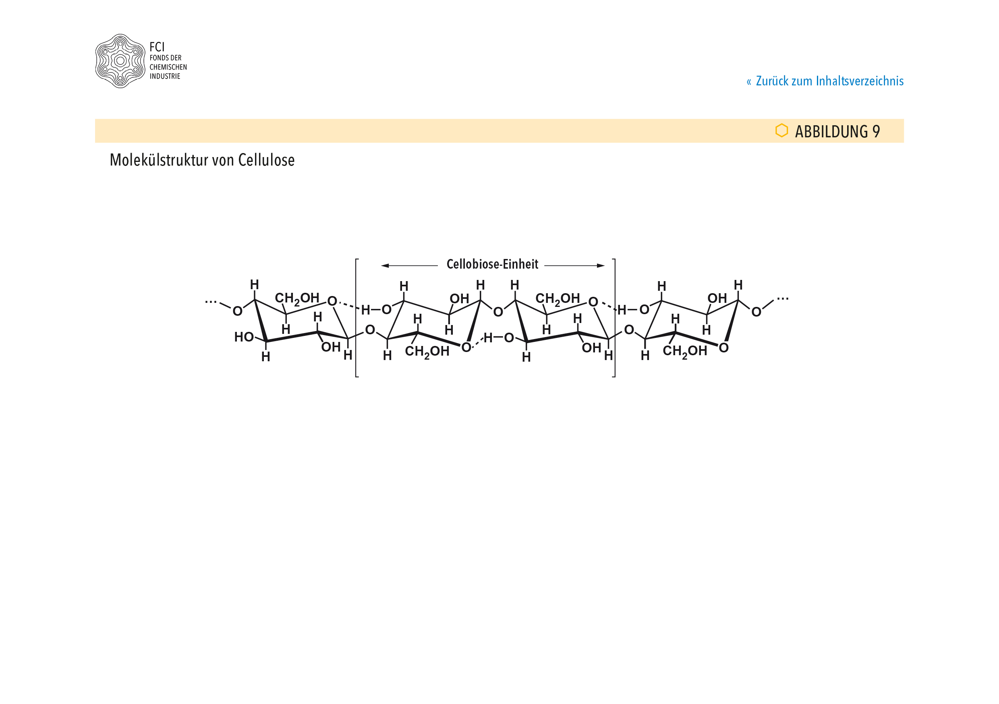 FCI
FONDS DER
CHEMISCHEN
INDUSTRIE
« Zurück zum Inhaltsverzeichnis
ABBILDUNG 9
Molekülstruktur von Cellulose
Cellobiose-Einheit
H H H H H H
... CH₂OH O OH CH₂OH O OH ...
O H O O H O O
H H H H
H H H H
HO O H O O
OH CH₂OH O OH CH₂OH O
H H H H H H